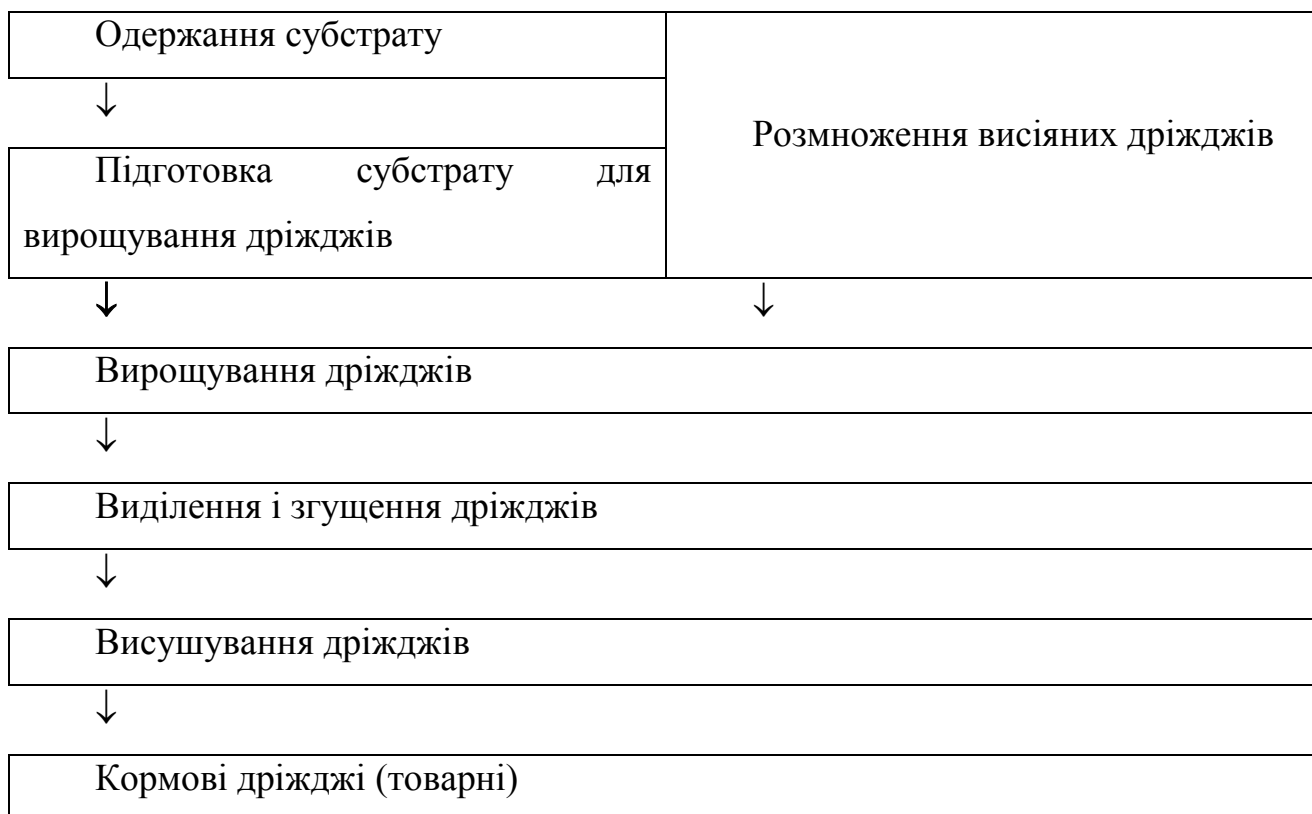 Одержання субстрату
↓
Розмноження висіяних дріжджів
Підготовка субстрату для
вирощування дріжджів
↓ ↓
Вирощування дріжджів
↓
Виділення і згущення дріжджів
↓
Висушування дріжджів
↓
Кормові дріжджі (товарні)